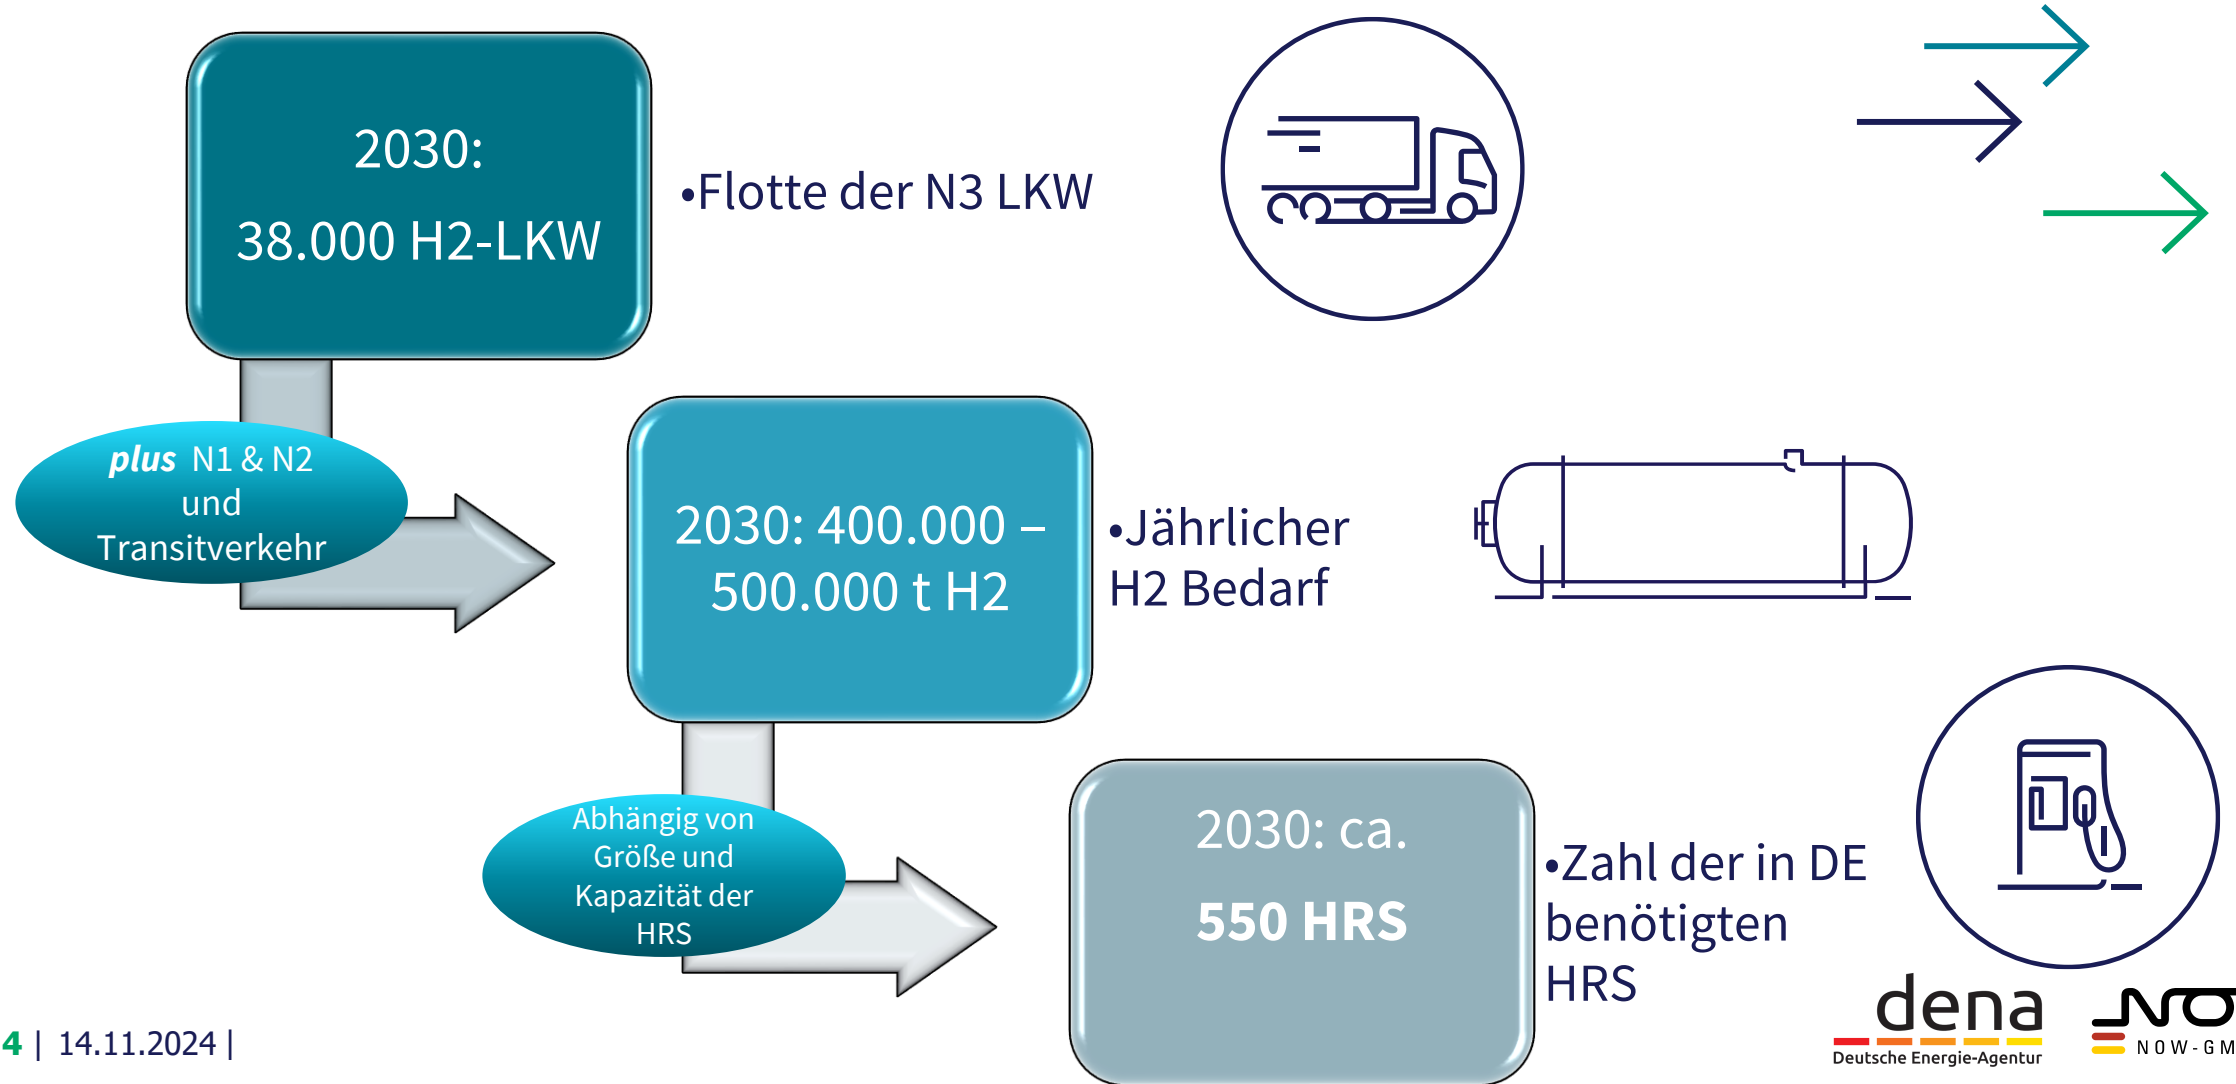 2030:
38.000 H2-LKW
•Flotte der N3 LKW
plus N1 & N2
und
Transitverkehr
2030: 400.000 –
500.000 t H2
•Jährlicher
H2 Bedarf
Abhängig von
Größe und
Kapazität der
HRS
2030: ca.
550 HRS
•Zahl der in DE
benötigten
HRS
4 | 14.11.2024 |
dena
Deutsche Energie-Agentur
NO
NOW-GM